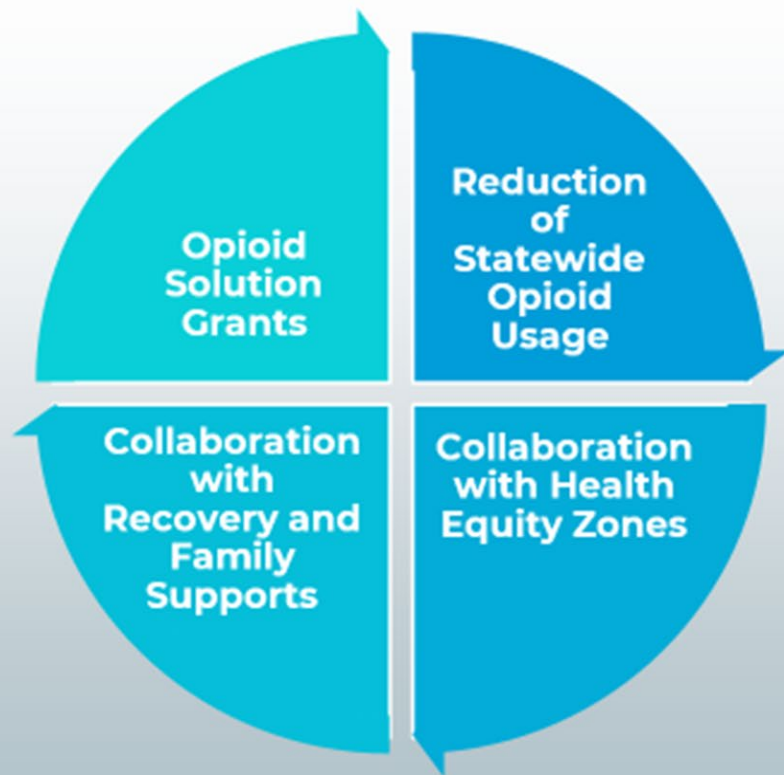 Opioid
Solution
Grants
Reduction
of
Statewide
Opioid
Usage
Collaboration
with
Recovery and
Family
Supports
Collaboration
with Health
Equity Zones